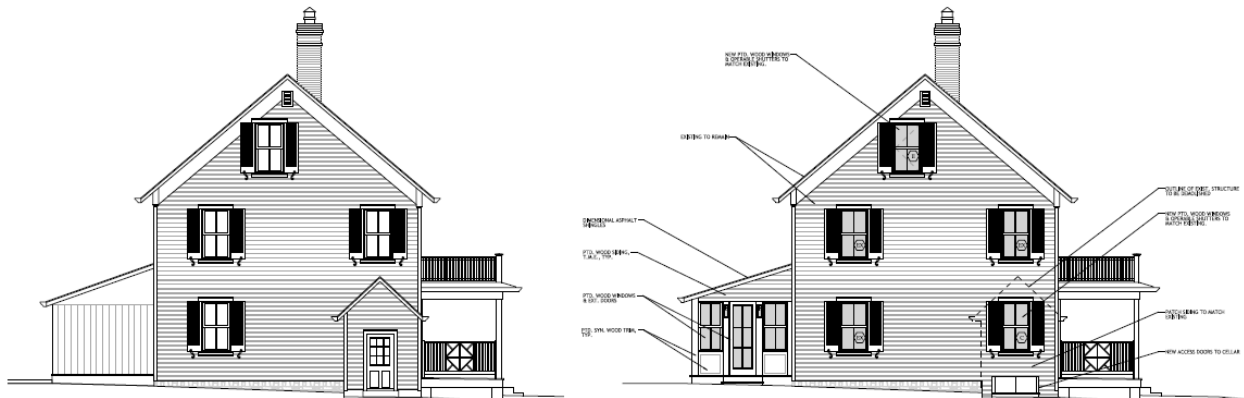 NEW PTD. WOOD WINDOWS
& OPERABLE SHUTTERS TO
MATCH EXISTING.
EXISTING TO REMAIN
OUTLINE OF EXIST. STRUCTURE
TO BE DEMOLISHED
NEW PTD. WOOD WINDOWS
& OPERABLE SHUTTERS TO
MATCH EXISTING.
DIMENSIONAL ASPHALT
SHINGLES
PTD. WOOD SIDING,
T.M.E., TYP.
PTD. WOOD WINDOWS
& EXT. DOORS
PTD. SYN. WOOD TRIM,
TYP.
PATCH SIDING TO MATCH
EXISTING
NEW ACCESS DOORS TO CELLAR